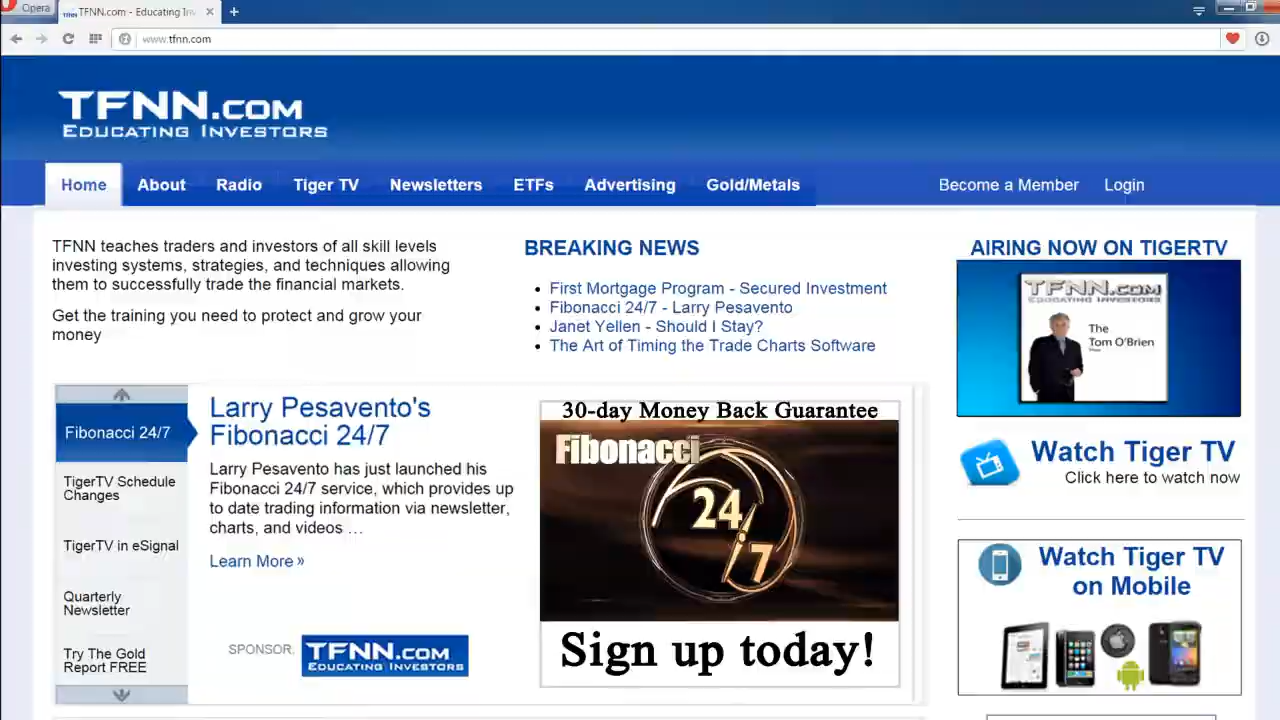 Opera
TFNN.com - Educating In
www.tfnn.com
TFNN.COM
EDUCATING INVESTORS
Home
About
Radio
Tiger TV
Newsletters
ETFs
Advertising
Gold/Metals
Become a Member
Login
TFNN teaches traders and investors of all skill levels
investing systems, strategies, and techniques allowing
them to successfully trade the financial markets.
Get the training you need to protect and grow your
money
BREAKING NEWS
First Mortgage Program - Secured Investment
Fibonacci 24/7 - Larry Pesavento
Janet Yellen - Should I Stay?
The Art of Timing the Trade Charts Software
AIRING NOW ON TIGERTV
TFNN.COM
EDUCATING INVESTORS
The
Tom O'Brien
Show
Watch Tiger TV
Click here to watch now
Watch Tiger TV
on Mobile
Fibonacci 24/7
TigerTV Schedule
Changes
TigerTV in eSignal
Quarterly
Newsletter
Try The Gold
Report FREE
Larry Pesavento's
Fibonacci 24/7
Larry Pesavento has just launched his
Fibonacci 24/7 service, which provides up
to date trading information via newsletter,
charts, and videos …
Learn More »
SPONSOR.
TFNN.COM
EDUCATING INVESTORS
30-day Money Back Guarantee
Fibonacci
24
7
Sign up today!